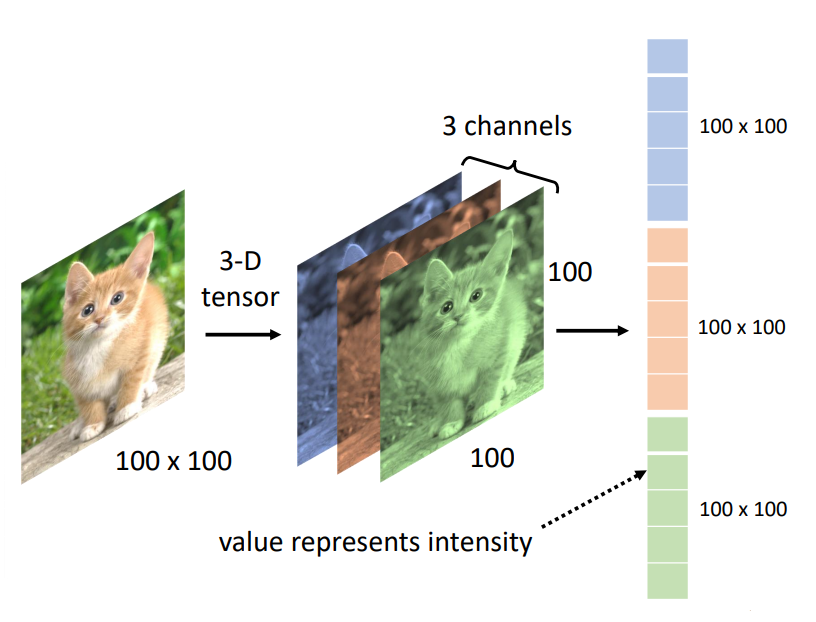 3 channels
100 x 100
3-D
tensor
100
100 x 100
100 x 100
100
100 x 100
value represents intensity